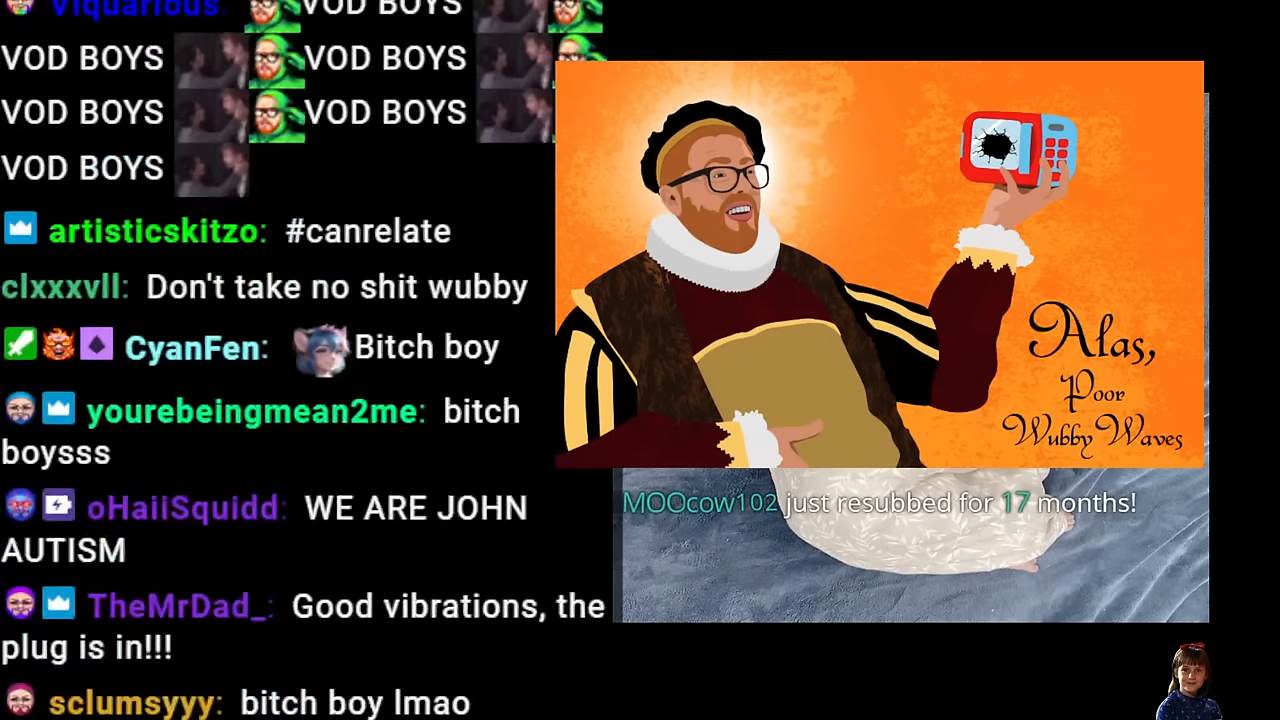 Viquarious: VOD BOYS
VOD BOYS VOD BOYS
VOD BOYS VOD BOYS
VOD BOYS
artisticskitzo: #canrelate
clxxxvll: Don't take no shit wubby
CyanFen: Bitch boy
yourebeingmean2me: bitch
boysss
oHaiiSquidd: WE ARE JOHN
AUTISM
TheMrDad_: Good vibrations, the
plug is in!!!
sclumsyyy: bitch boy lmao
Alas,
Poor
Wubby Waves
MOOcow102 just resubbed for 17 months!